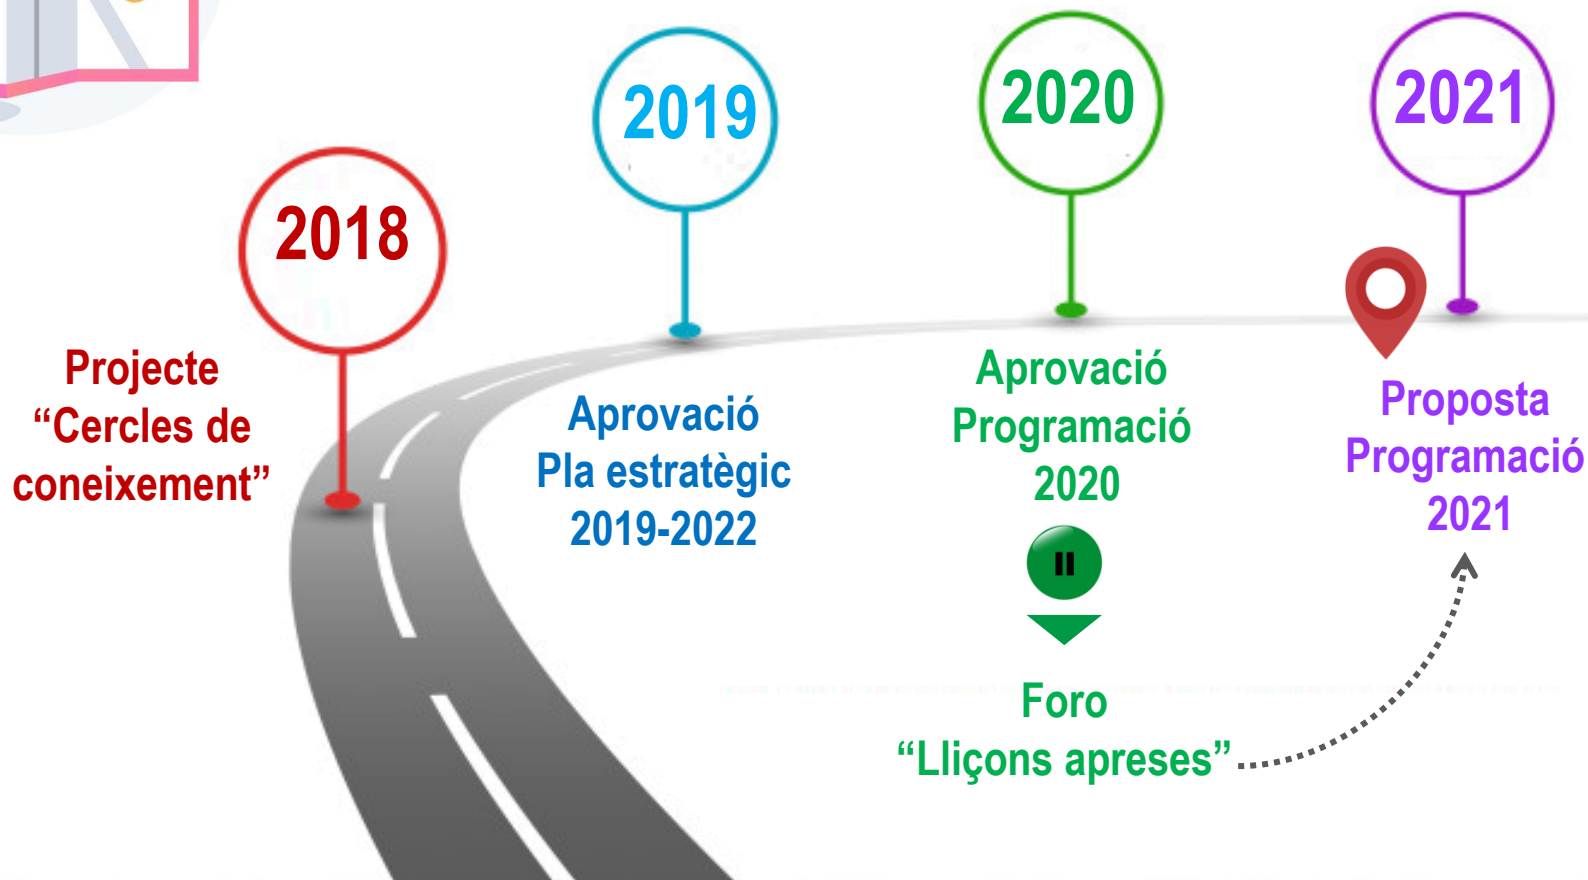 2018
Projecte
“Cercles de
coneixement”
2019
Aprovació
Pla estratègic
2019-2022
2020
Aprovació
Programació
2020
Foro
“Lliçons apreses”
2021
Proposta
Programació
2021